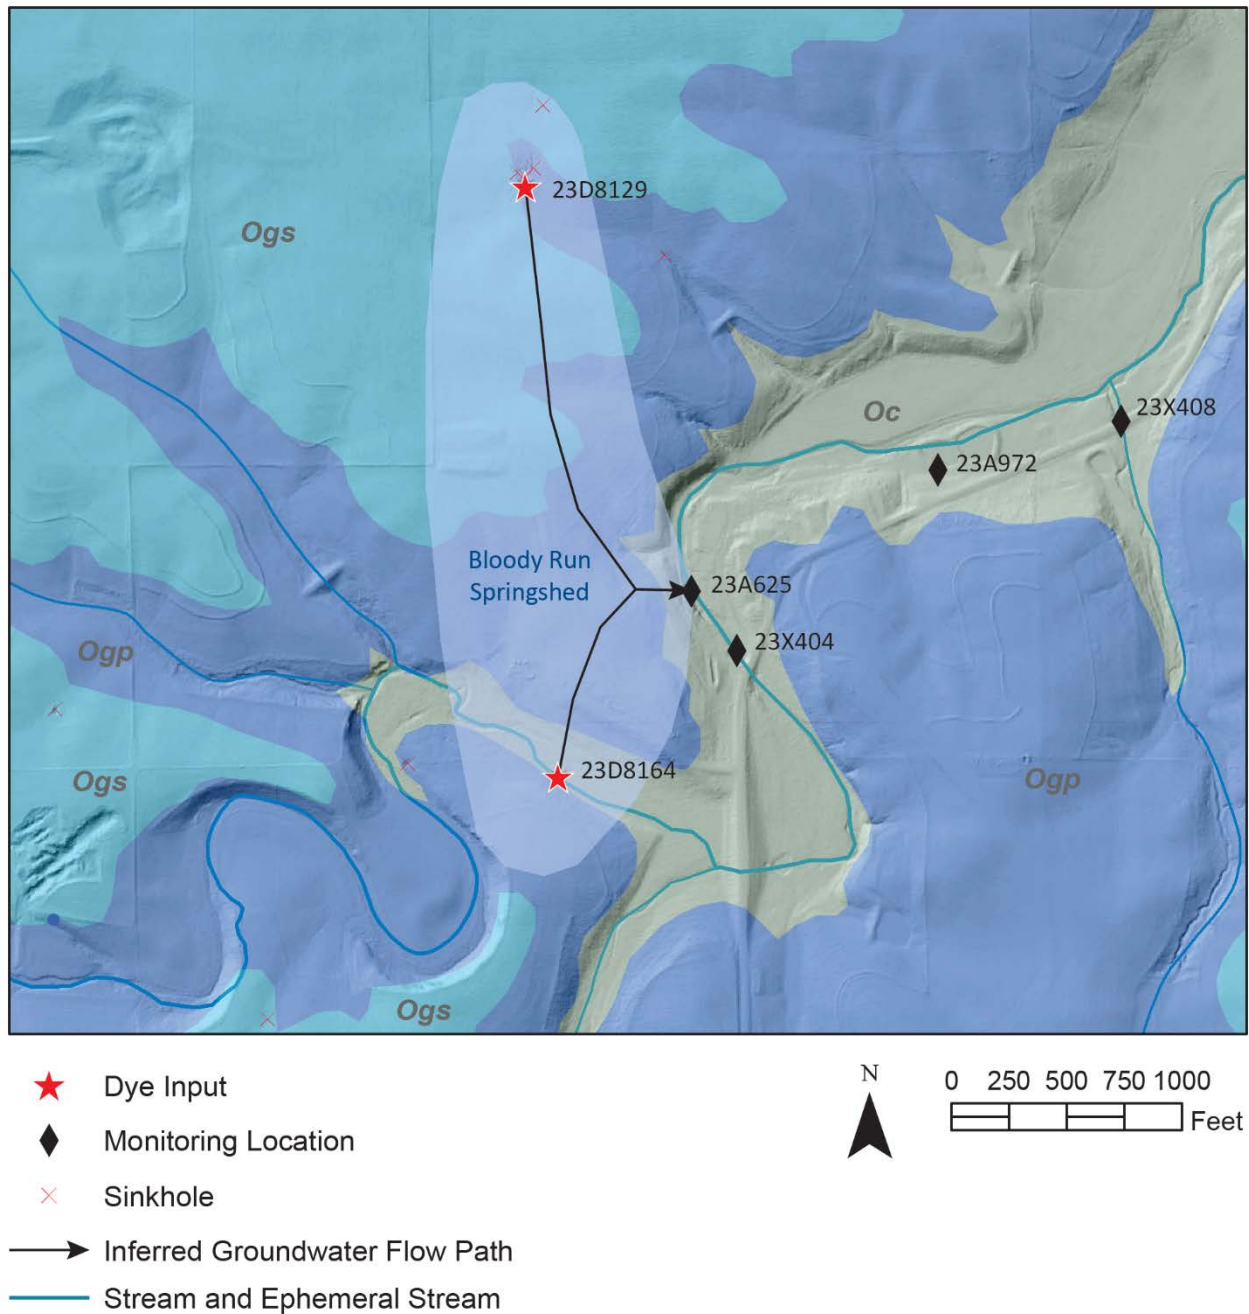 23D8129
Ogs
Oc
23X408
23A972
Bloody Run
Springshed
23A625
23X404
Ogp
23D8164
Ogs
Ogp
Ogs
Dye Input
Monitoring Location
Sinkhole
Inferred Groundwater Flow Path
Stream and Ephemeral Stream
N
0 250 500 750 1000
Feet